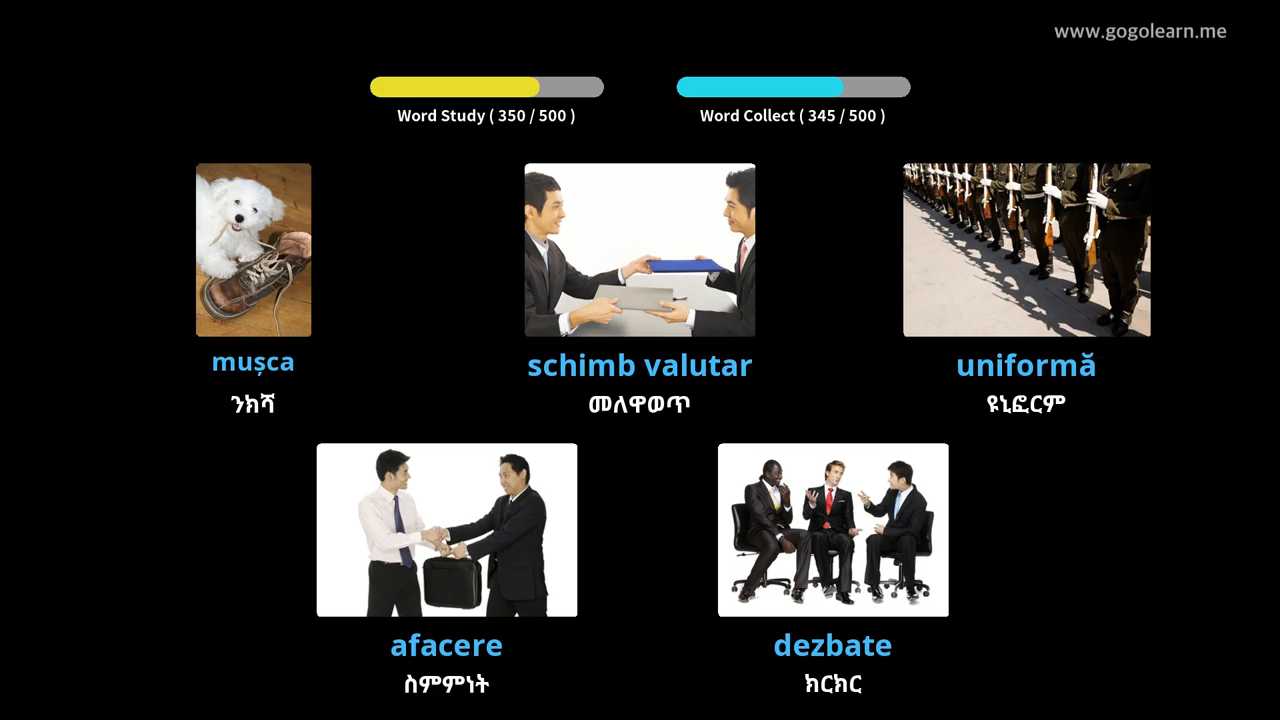 www.gogolearn.me
Word Study ( 350 / 500 )
Word Collect ( 345 / 500 )
mușca
ንክሻ
schimb valutar
መለዋወጥ
uniformă
ዩኒፎርም
afacere
ስምምነት
dezbate
ክርክር